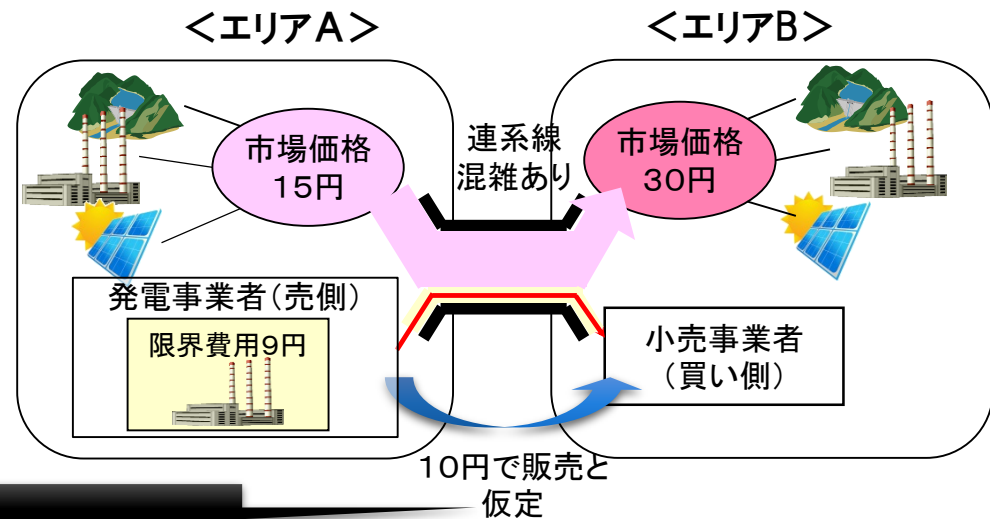 <エリアA>
<エリアB>
市場価格
15円
連系線
混雑あり
市場価格
30円
発電事業者(売側)
限界費用9円
小売事業者
(買い側)
10円で販売と
仮定